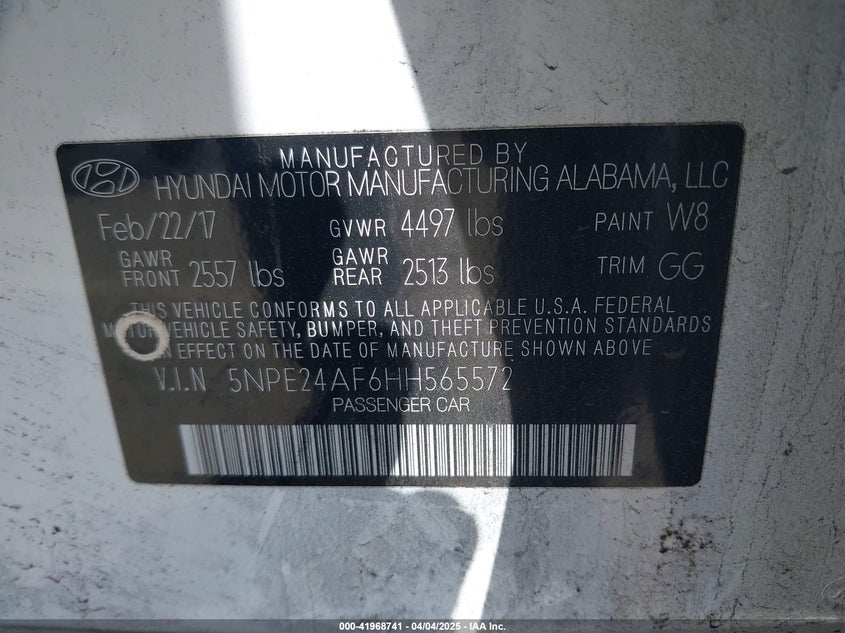 MANUFACTURED BY
HYUNDAI MOTOR MANUFACTURING ALABAMA, LLC
Feb/22/17 GVWR 4497 lbs PAINT W8
GAWR FRONT 2557 lbs GAWR REAR 2513 lbs TRIM GG
THIS VEHICLE CONFORMS TO ALL APPLICABLE U.S.A. FEDERAL
MOTOR VEHICLE SAFETY, BUMPER, AND THEFT PREVENTION STANDARDS
IN EFFECT ON THE DATE OF MANUFACTURE SHOWN ABOVE
V.I.N 5NPE24AF6HH565572
PASSENGER CAR
000-41968741 - 04/04/2025 - IAA Inc.